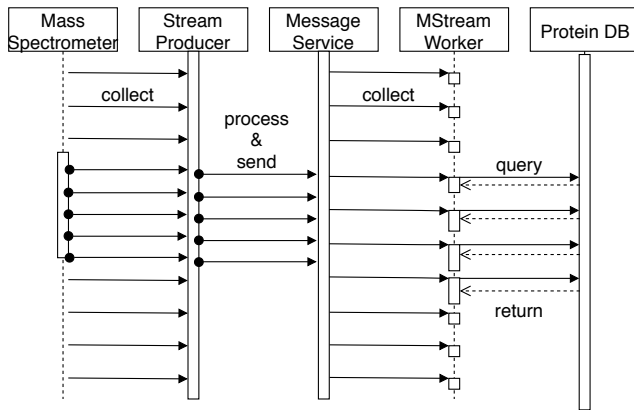 Mass
Spectrometer
Stream
Producer
Message
Service
MStream
Worker
Protein DB
collect
process
&
send
collect
query
return